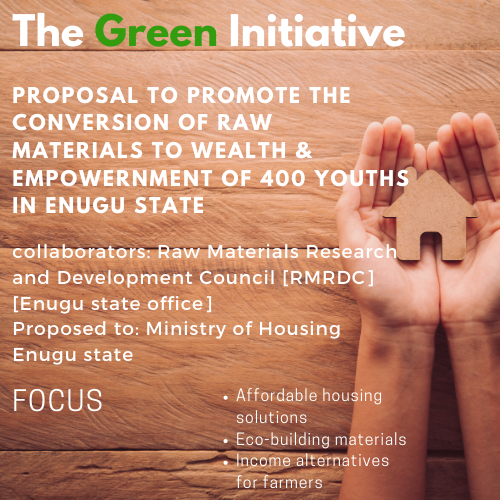 The Green Initiative
PROPOSAL TO PROMOTE THE
CONVERSION OF RAW
MATERIALS TO WEALTH &
EMPOWERNMENT OF 400 YOUTHS
IN ENUGU STATE
collaborators: Raw Materials Research
and Development Council [RMRDC]
[Enugu state office]
Proposed to: Ministry of Housing
Enugu state
FOCUS
• Affordable housing
solutions
• Eco-building materials
• Income alternatives
for farmers